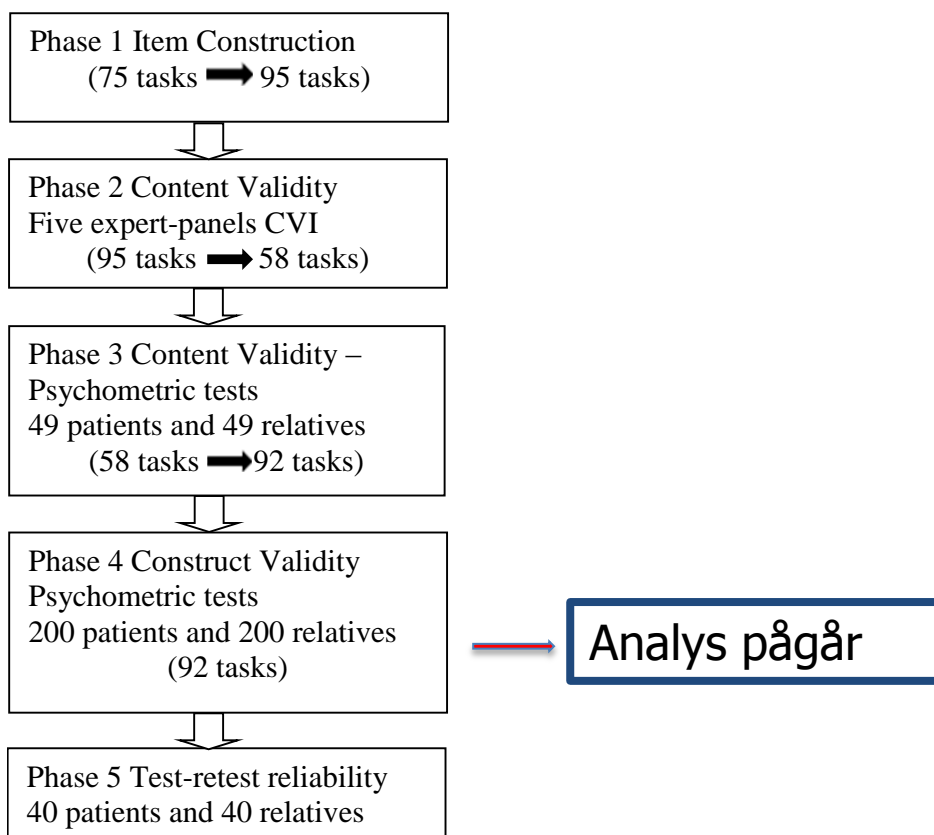 Phase 1 Item Construction
(75 tasks 95 tasks)
Phase 2 Content Validity
Five expert-panels CVI
(95 tasks 58 tasks)
Phase 3 Content Validity –
Psychometric tests
49 patients and 49 relatives
(58 tasks 92 tasks)
Phase 4 Construct Validity
Psychometric tests
200 patients and 200 relatives
(92 tasks)
Analys pågår
Phase 5 Test-retest reliability
40 patients and 40 relatives